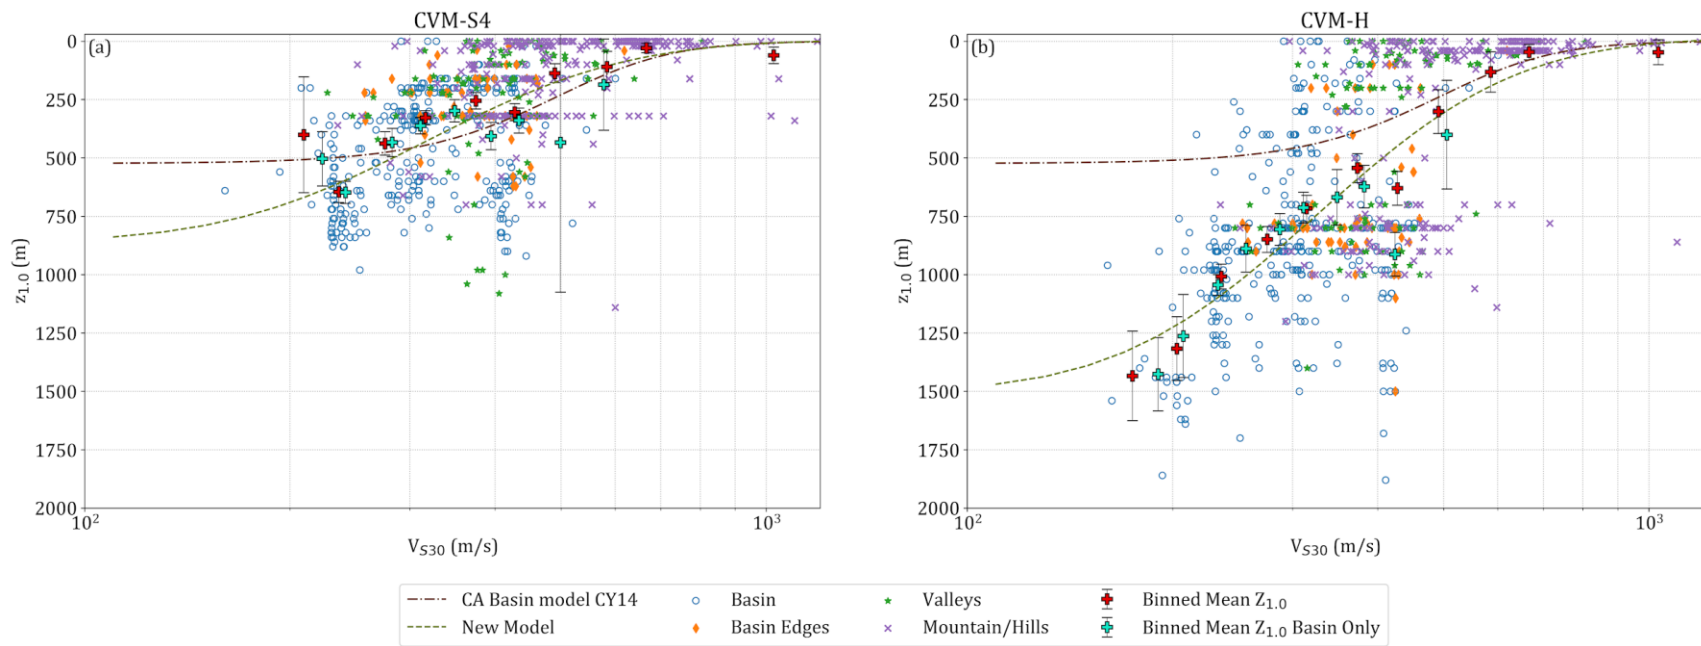 CVM-S4
CVM-H
(a)
(b)
0
250
500
750
1000
1250
1500
1750
2000
z1.0 (m)
10²
10³
VS30 (m/s)
0
250
500
750
1000
1250
1500
1750
2000
z1.0 (m)
10²
10³
VS30 (m/s)
CA Basin model CY14
New Model
Basin
Basin Edges
Valleys
Mountain/Hills
Binned Mean Z1.0
Binned Mean Z1.0 Basin Only